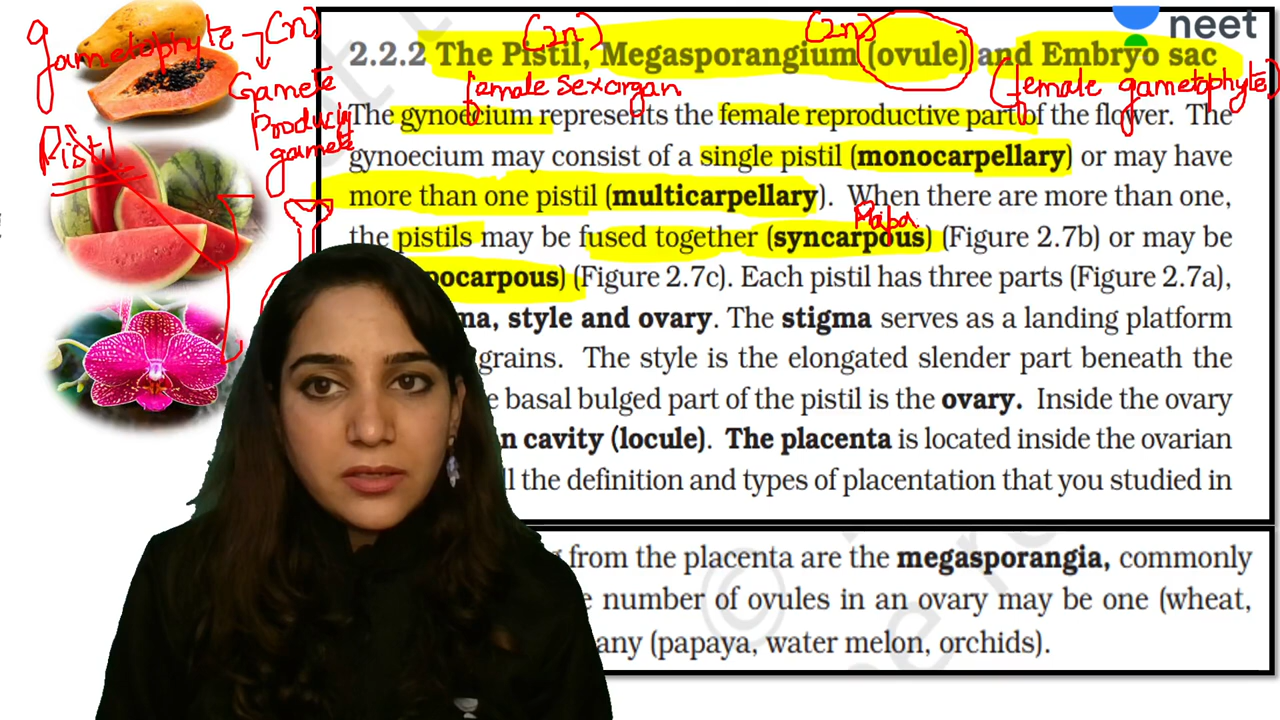 neet
gametophyte → (n)
Gamete
Producing
gamete
Pistil
(2n)
(2n)
female sex organ
(female gametophyte)
2.2.2 The Pistil, Megasporangium (ovule) and Embryo sac
The gynoecium represents the female reproductive part of the flower. The
gynoecium may consist of a single pistil (monocarpellary) or may have
more than one pistil (multicarpellary). When there are more than one,
the pistils may be fused together (syncarpous) (Figure 2.7b) or may be
pocarpous) (Figure 2.7c). Each pistil has three parts (Figure 2.7a),
ma, style and ovary. The stigma serves as a landing platform
grains. The style is the elongated slender part beneath the
e basal bulged part of the pistil is the ovary. Inside the ovary
n cavity (locule). The placenta is located inside the ovarian
ll the definition and types of placentation that you studied in
from the placenta are the megasporangia, commonly
e number of ovules in an ovary may be one (wheat,
any (papaya, water melon, orchids).